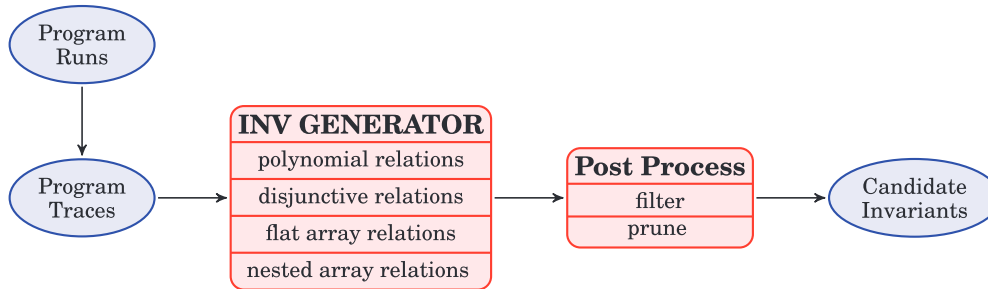 Program
Runs
Program
Traces
INV GENERATOR
polynomial relations
disjunctive relations
flat array relations
nested array relations
Post Process
filter
prune
Candidate
Invariants